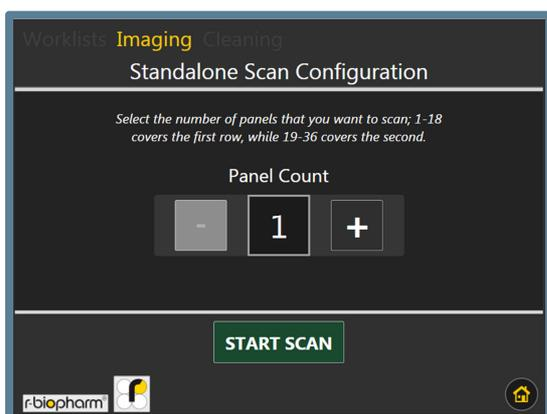 Worklists Imaging Cleaning
Standalone Scan Configuration
Select the number of panels that you want to scan; 1-18
covers the first row, while 19-36 covers the second.
Panel Count
- 1 +
START SCAN
r-biopharm®